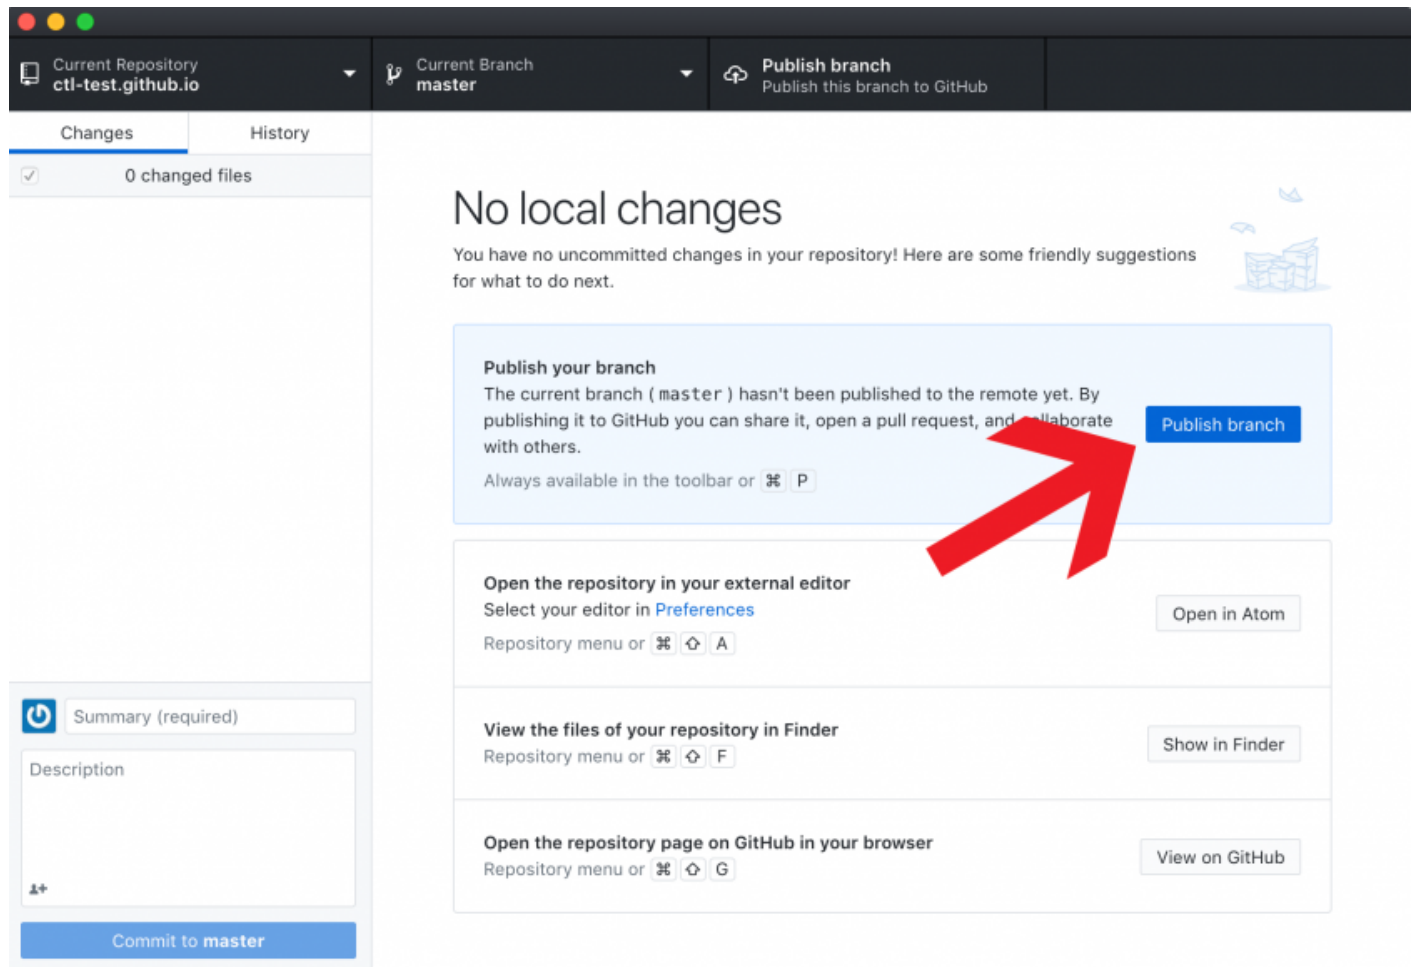 Current Repository
ctl-test.github.io
Current Branch
master
Publish branch
Publish this branch to GitHub
Changes
History
0 changed files
No local changes
You have no uncommitted changes in your repository! Here are some friendly suggestions
for what to do next.
Publish your branch
The current branch (master) hasn't been published to the remote yet. By
publishing it to GitHub you can share it, open a pull request, and collaborate
with others.
Always available in the toolbar or ⌘ P
Publish branch
Open the repository in your external editor
Select your editor in Preferences
Repository menu or ⌘ ⇧ A
Open in Atom
View the files of your repository in Finder
Repository menu or ⌘ ⇧ F
Show in Finder
Open the repository page on GitHub in your browser
Repository menu or ⌘ ⇧ G
View on GitHub
Summary (required)
Description
Commit to master